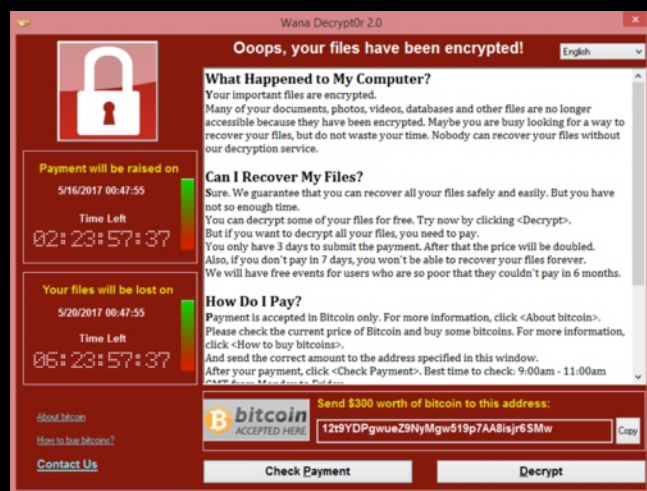 Wana Decrypt0r 2.0
Ooops, your files have been encrypted!
English
Payment will be raised on
5/16/2017 00:47:55
Time Left
02:23:57:37
Your files will be lost on
5/20/2017 00:47:55
Time Left
06:23:57:37
About bitcoin
How to buy bitcoins?
Contact Us
What Happened to My Computer?
Your important files are encrypted.
Many of your documents, photos, videos, databases and other files are no longer
accessible because they have been encrypted. Maybe you are busy looking for a way to
recover your files, but do not waste your time. Nobody can recover your files without
our decryption service.
Can I Recover My Files?
Sure. We guarantee that you can recover all your files safely and easily. But you have
not so enough time.
You can decrypt some of your files for free. Try now by clicking <Decrypt>.
But if you want to decrypt all your files, you need to pay.
You only have 3 days to submit the payment. After that the price will be doubled.
Also, if you don't pay in 7 days, you won't be able to recover your files forever.
We will have free events for users who are so poor that they couldn't pay in 6 months.
How Do I Pay?
Payment is accepted in Bitcoin only. For more information, click <About bitcoin>.
Please check the current price of Bitcoin and buy some bitcoins. For more information,
click <How to buy bitcoins>.
And send the correct amount to the address specified in this window.
After your payment, click <Check Payment>. Best time to check: 9:00am - 11:00am
GMT from Monday to Friday.
bitcoin
ACCEPTED HERE
Send $300 worth of bitcoin to this address:
12t9YDPgwueZ9NyMgw519p7AA8isjr6SMw
Copy
Check Payment
Decrypt